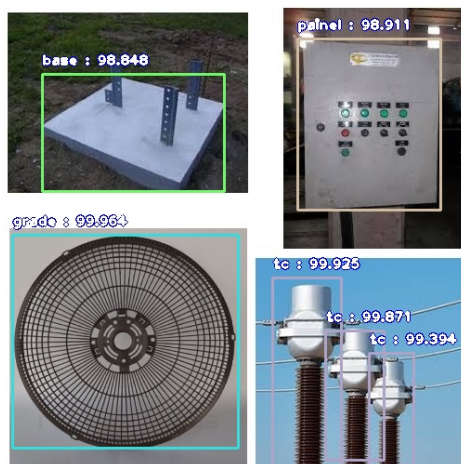 base : 98.848
painel : 98.911
grade : 99.964
tc : 99.925
tc : 99.871
tc : 99.394